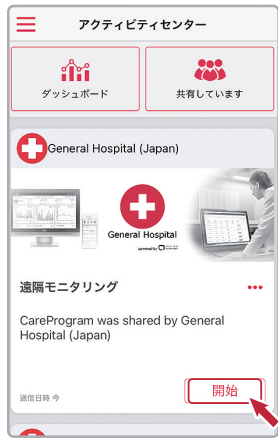 アクティビティセンター
ダッシュボード
共有しています
General Hospital (Japan)
General Hospital
powered by
遠隔モニタリング
CareProgram was shared by General
Hospital (Japan)
送信日時 今
開始